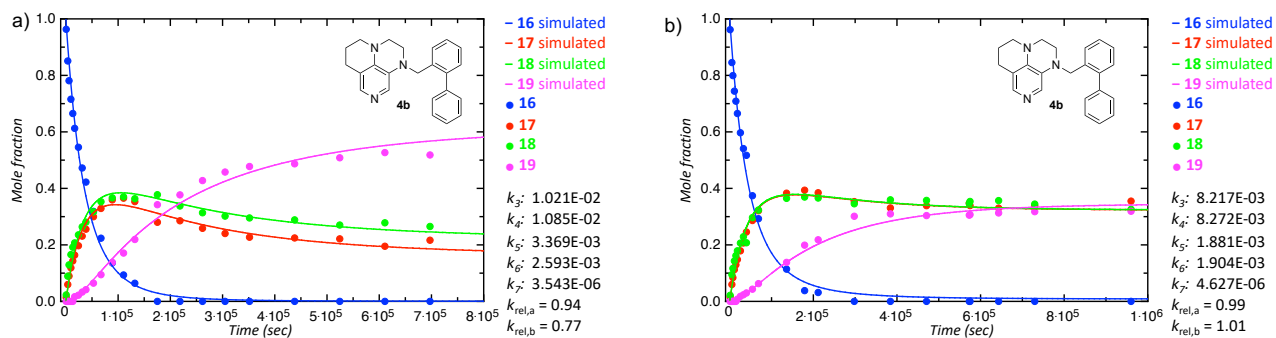 a)
1.0
0.8
0.6
0.4
0.2
0.0
Mole fraction
0
1·10⁵
2·10⁵
3·10⁵
4·10⁵
5·10⁵
6·10⁵
7·10⁵
8·10⁵
Time (sec)
N
N
N
4b
– 16 simulated
– 17 simulated
– 18 simulated
– 19 simulated
16
17
18
19
k₃: 1.021E-02
k₄: 1.085E-02
k₅: 3.369E-03
k₆: 2.593E-03
k₇: 3.543E-06
k_rel,a = 0.94
k_rel,b = 0.77
b)
1.0
0.8
0.6
0.4
0.2
0.0
Mole fraction
0
2·10⁵
4·10⁵
6·10⁵
8·10⁵
1·10⁶
Time (sec)
N
N
N
4b
– 16 simulated
– 17 simulated
– 18 simulated
– 19 simulated
16
17
18
19
k₃: 8.217E-03
k₄: 8.272E-03
k₅: 1.881E-03
k₆: 1.904E-03
k₇: 4.627E-06
k_rel,a = 0.99
k_rel,b = 1.01